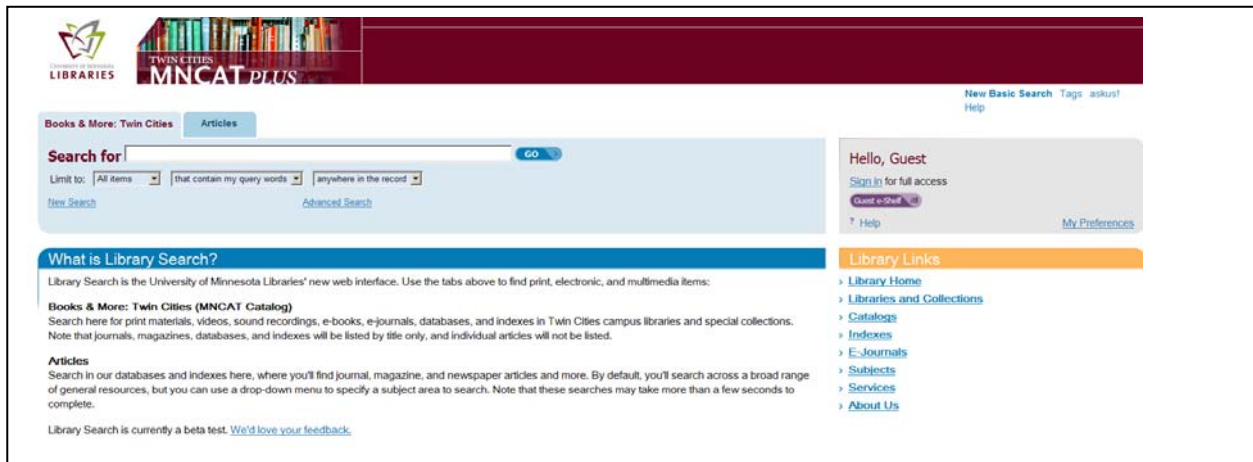 UNIVERSITY OF MINNESOTA
LIBRARIES
TWIN CITIES
MNCAT PLUS
New Basic Search Tags askus!
Help
Books & More: Twin Cities Articles
Search for GO
Limit to: All items that contain my query words anywhere in the record
New Search Advanced Search
Hello, Guest
Sign in for full access
Guest e-Shelf
? Help My Preferences
What is Library Search?
Library Search is the University of Minnesota Libraries' new web interface. Use the tabs above to find print, electronic, and multimedia items:
Books & More: Twin Cities (MNCAT Catalog)
Search here for print materials, videos, sound recordings, e-books, e-journals, databases, and indexes in Twin Cities campus libraries and special collections.
Note that journals, magazines, databases, and indexes will be listed by title only, and individual articles will not be listed.
Articles
Search in our databases and indexes here, where you'll find journal, magazine, and newspaper articles and more. By default, you'll search across a broad range
of general resources, but you can use a drop-down menu to specify a subject area to search. Note that these searches may take more than a few seconds to
complete.
Library Search is currently a beta test. We'd love your feedback.
Library Links
› Library Home
› Libraries and Collections
› Catalogs
› Indexes
› E-Journals
› Subjects
› Services
› About Us